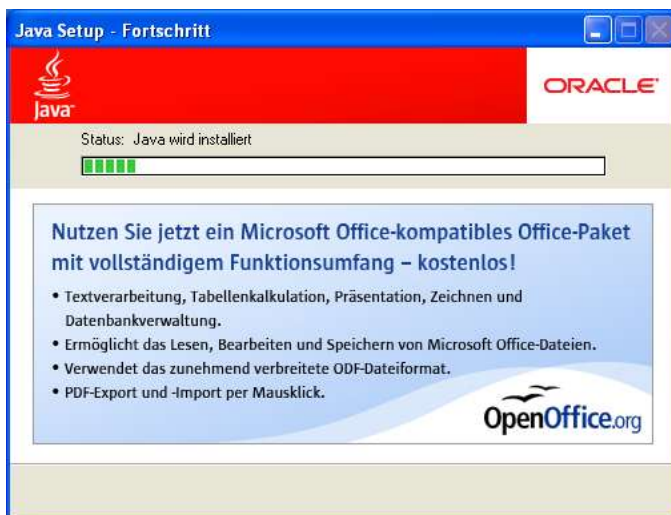 Java Setup - Fortschritt
Java
ORACLE
Status: Java wird installiert
Nutzen Sie jetzt ein Microsoft Office-kompatibles Office-Paket
mit vollständigem Funktionsumfang – kostenlos!
• Textverarbeitung, Tabellenkalkulation, Präsentation, Zeichnen und
Datenbankverwaltung.
• Ermöglicht das Lesen, Bearbeiten und Speichern von Microsoft Office-Dateien.
• Verwendet das zunehmend verbreitete ODF-Dateiformat.
• PDF-Export und -Import per Mausklick.
OpenOffice.org